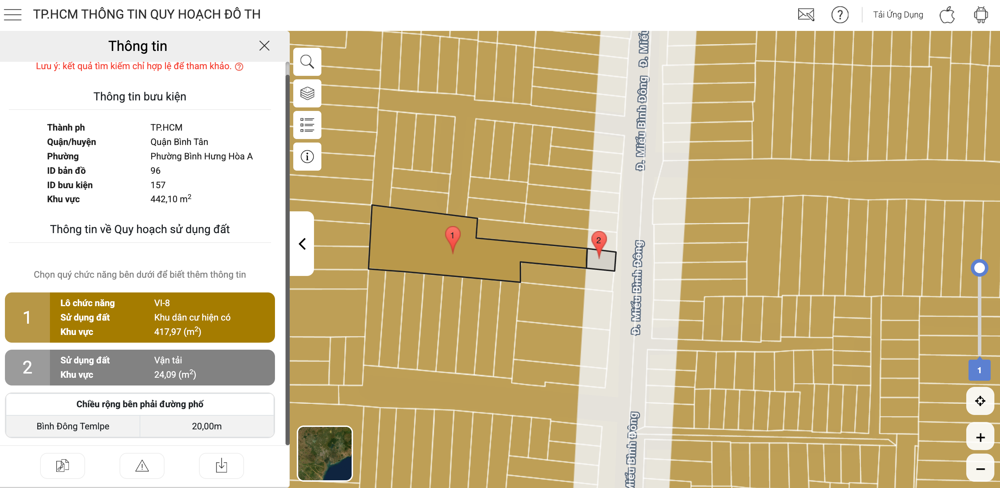 TP.HCM THÔNG TIN QUY HOẠCH ĐÔ TH
Tải Ứng Dụng
Thông tin
Lưu ý: kết quả tìm kiếm chỉ hợp lệ để tham khảo.
Thông tin bưu kiện
Thành ph TP.HCM
Quận/huyện Quận Bình Tân
Phường Phường Bình Hưng Hòa A
ID bản đồ 96
ID bưu kiện 157
Khu vực 442,10 m²
Thông tin về Quy hoạch sử dụng đất
Chọn quý chức năng bên dưới để biết thêm thông tin
1
Lô chức năng VI-8
Sử dụng đất Khu dân cư hiện có
Khu vực 417,97 (m²)
2
Sử dụng đất Vận tải
Khu vực 24,09 (m²)
Chiều rộng bên phải đường phố
Bình Đông Temlpe 20,00m
Đ. Miếu
Đ. Miếu Bình Đông
1
2
Đ. Miếu Bình Đông
Miếu Bình Đông
1